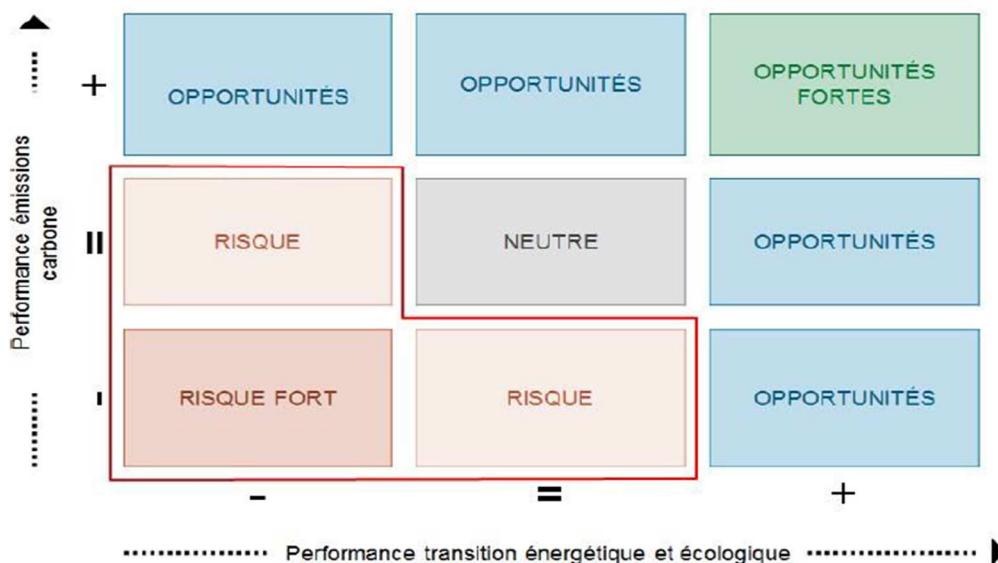 +
OPPORTUNITÉS
OPPORTUNITÉS
OPPORTUNITÉS
FORTES
Performance émissions
carbone
=
RISQUE
NEUTRE
OPPORTUNITÉS
-
RISQUE FORT
RISQUE
OPPORTUNITÉS
-
=
+
Performance transition énergétique et écologique